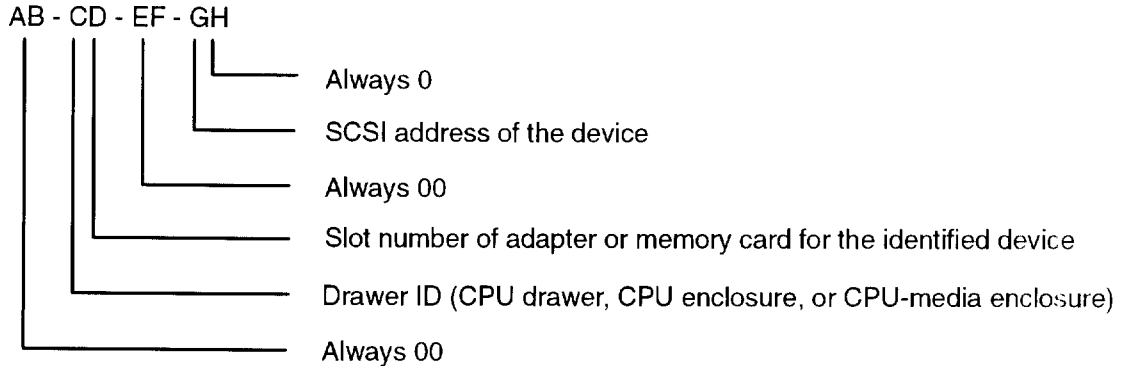 AB - CD - EF - GH
Always 0
SCSI address of the device
Always 00
Slot number of adapter or memory card for the identified device
Drawer ID (CPU drawer, CPU enclosure, or CPU-media enclosure)
Always 00